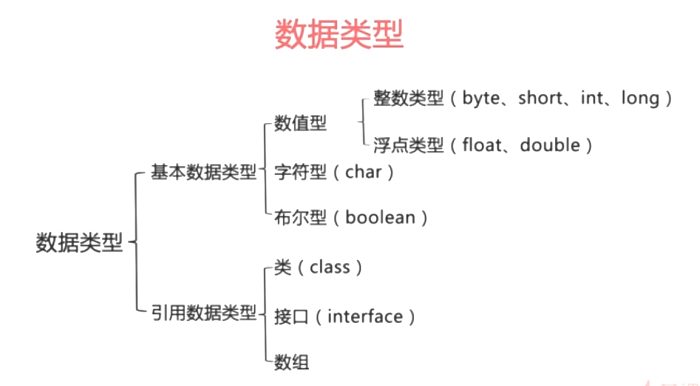 数据类型
整数类型（byte、short、int、long）
数值型
浮点类型（float、double）
基本数据类型
字符型（char）
布尔型（boolean）
数据类型
类（class）
引用数据类型
接口（interface）
数组